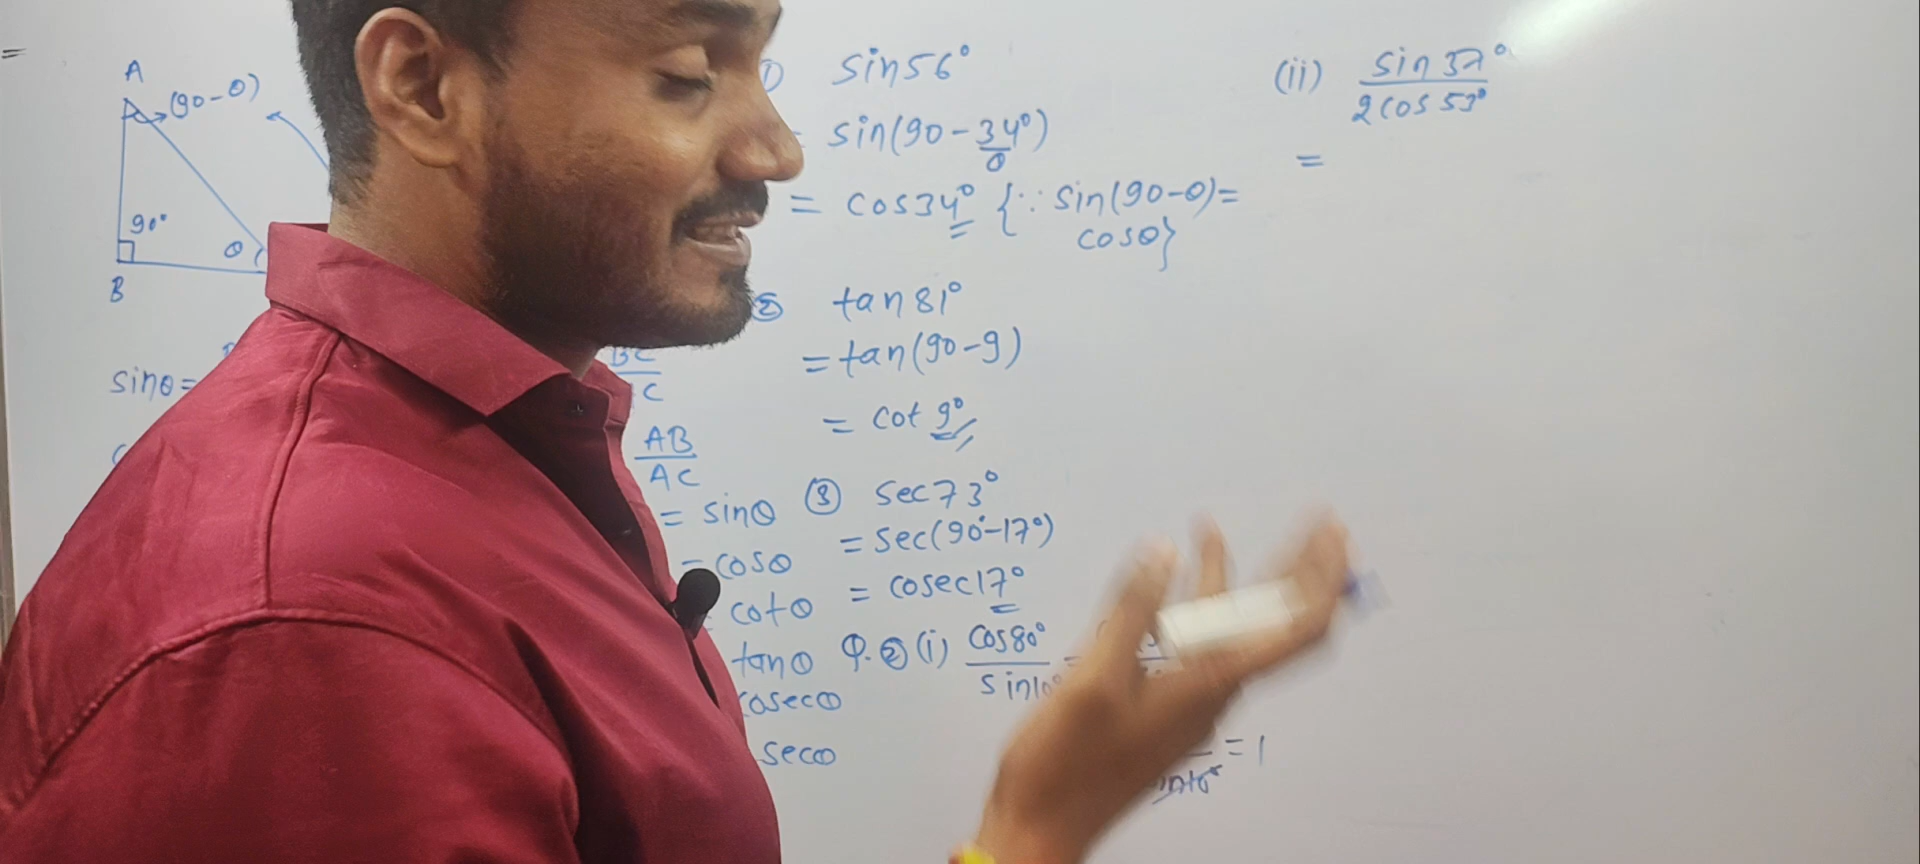 =
A
(90-θ)
90°
θ
B
sinθ=
BC
C
AB
AC
= sinθ
= cosθ
cotθ
tanθ
cosecθ
secθ
sin56°
sin(90-34°)
θ
= cos34° {∵ sin(90-θ)=
cosθ}
② tan81°
= tan(90-9)
= cot 9°
③ sec73°
= sec(90°-17°)
= cosec17°
Q.② (i) cos80°
sin10°
= 1
(ii) sin37°
2cos53°
=